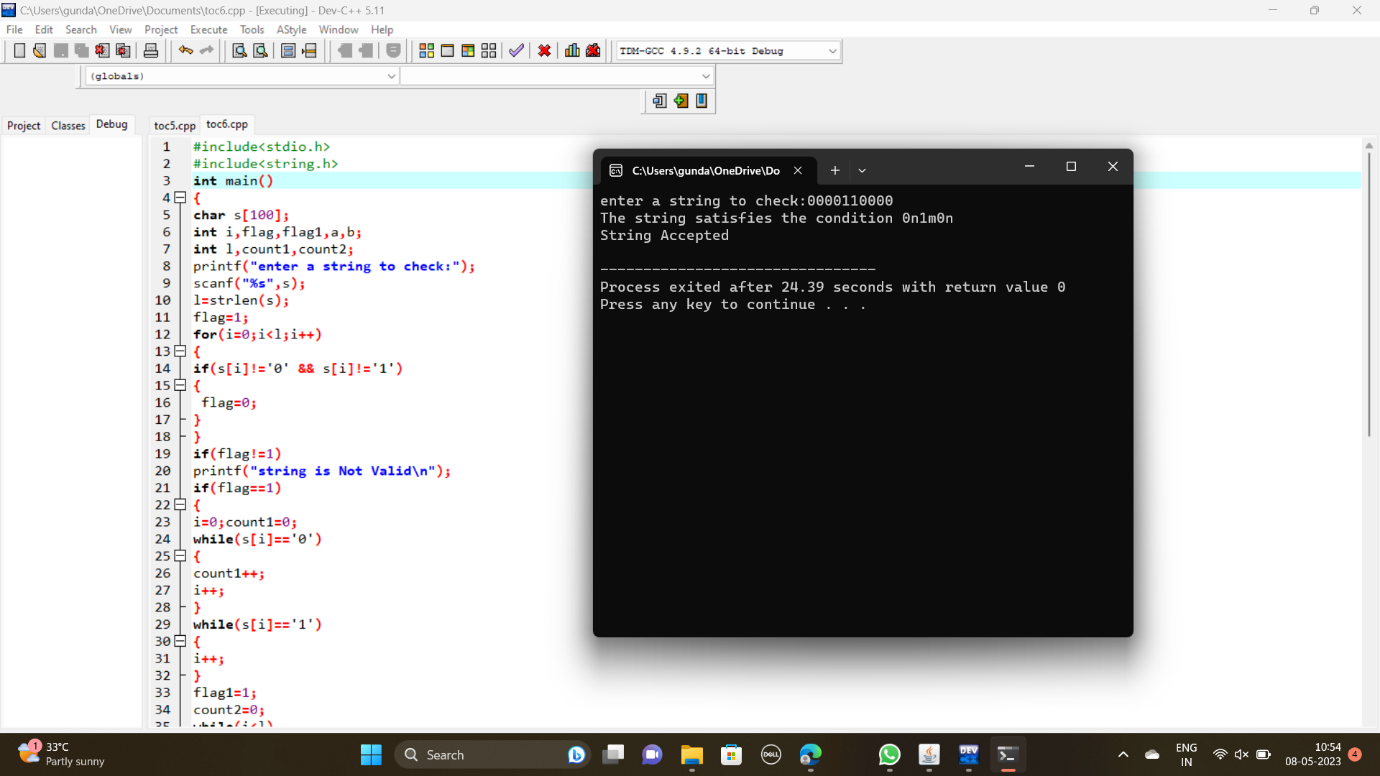 C:\Users\gunda\OneDrive\Documents\toc6.cpp - [Executing] - Dev-C++ 5.11
File Edit Search View Project Execute Tools AStyle Window Help
TDM-GCC 4.9.2 64-bit Debug
(globals)
Project Classes Debug
toc5.cpp toc6.cpp
1 #include<stdio.h>
2 #include<string.h>
3 int main()
4 {
5 char s[100];
6 int i,flag,flag1,a,b;
7 int l,count1,count2;
8 printf("enter a string to check:");
9 scanf("%s",s);
10 l=strlen(s);
11 flag=1;
12 for(i=0;i<l;i++)
13 {
14 if(s[i]!='0' && s[i]!='1')
15 {
16 flag=0;
17 }
18 }
19 if(flag!=1)
20 printf("string is Not Valid\n");
21 if(flag==1)
22 {
23 i=0;count1=0;
24 while(s[i]=='0')
25 {
26 count1++;
27 i++;
28 }
29 while(s[i]=='1')
30 {
31 i++;
32 }
33 flag1=1;
34 count2=0;
35 while(i<l)
C:\Users\gunda\OneDrive\Do
enter a string to check:0000110000
The string satisfies the condition 0n1m0n
String Accepted
--------------------------------
Process exited after 24.39 seconds with return value 0
Press any key to continue . . .
1
33°C
Partly sunny
Search
DELL
DEV
ENG
IN
10:54
08-05-2023
4